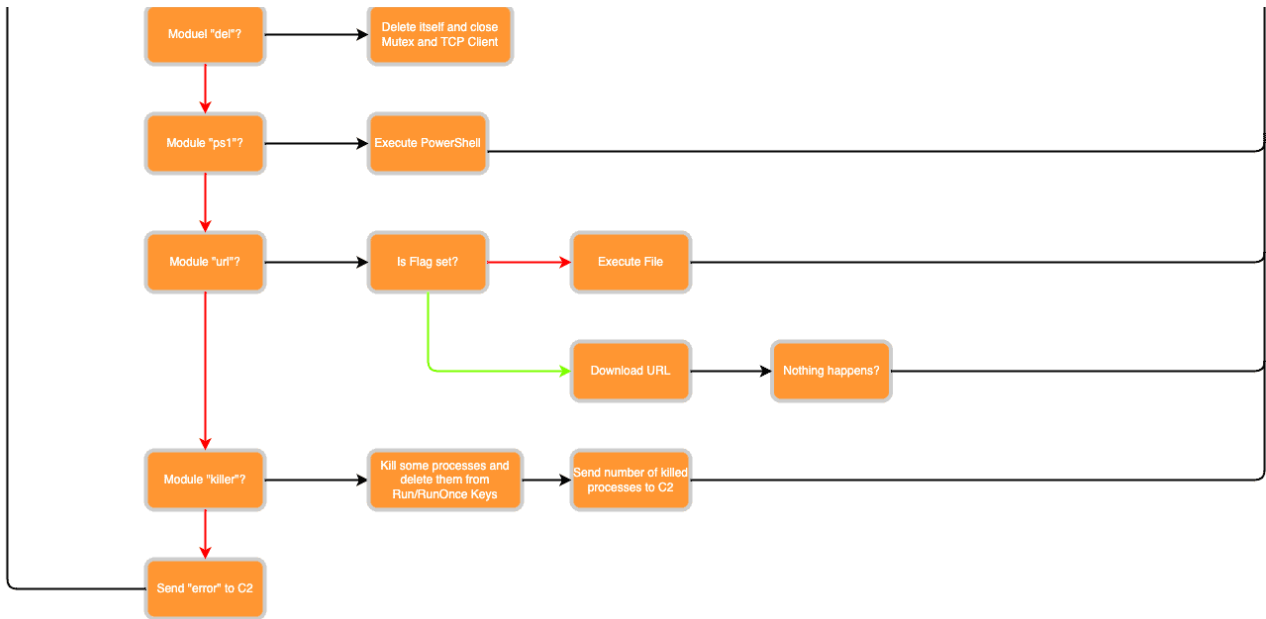 Moduel "del"?
Delete itself and close
Mutex and TCP Client
Module "ps1"?
Execute PowerShell
Module "url"?
Is Flag set?
Execute File
Download URL
Nothing happens?
Module "killer"?
Kill some processes and
delete them from
Run/RunOnce Keys
Send number of killed
processes to C2
Send "error" to C2